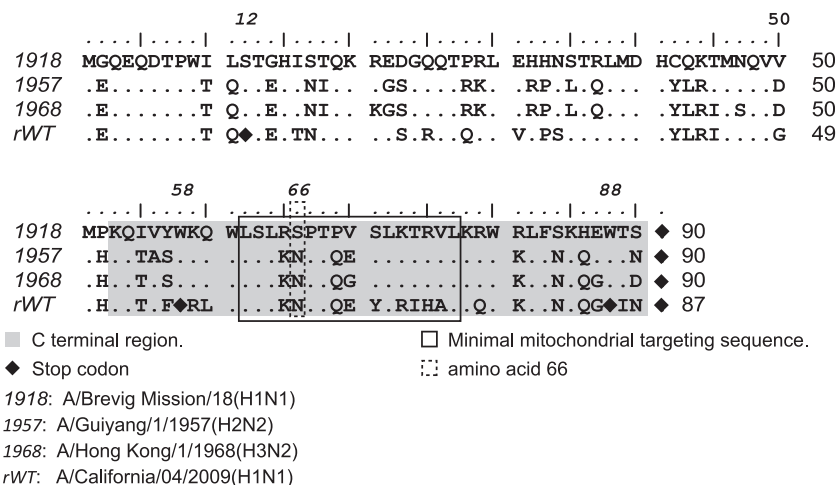 12 50
.... | .... | .... | .... | .... | .... | .... | .... | .... | .... |
1918 MGQEQDTPWI LSTGHISTQK REDGQQTPRL EHHNSTRLMD HCQKTMNQVV 50
1957 .E.......T Q..E..NI.. .GS....RK. .RP.L.Q... .YLR.....D 50
1968 .E.......T Q..E..NI.. KGS....RK. .RP.L.Q... .YLRI.S..D 50
rWT .E.......T Q◆.E.TN... ..S.R..Q.. V.PS...... .YLRI....G 49
58 66 88
.... | .... | .... | .... | .... | .... | .... | .... | .
1918 MPKQIVYWKQ WLSLRSPTPV SLKTRVLKRW RLFSKHEWTS ◆ 90
1957 .H..TAS... ....KN..QE .......... K..N.Q...N ◆ 90
1968 .H..T.S... ....KN..QG .......... K..N.QG..D ◆ 90
rWT .H..T.F◆RL ....KN..QE Y.RIHA..Q. K..N.QG◆IN ◆ 87
C terminal region. Minimal mitochondrial targeting sequence.
◆ Stop codon amino acid 66
1918: A/Brevig Mission/18(H1N1)
1957: A/Guiyang/1/1957(H2N2)
1968: A/Hong Kong/1/1968(H3N2)
rWT: A/California/04/2009(H1N1)